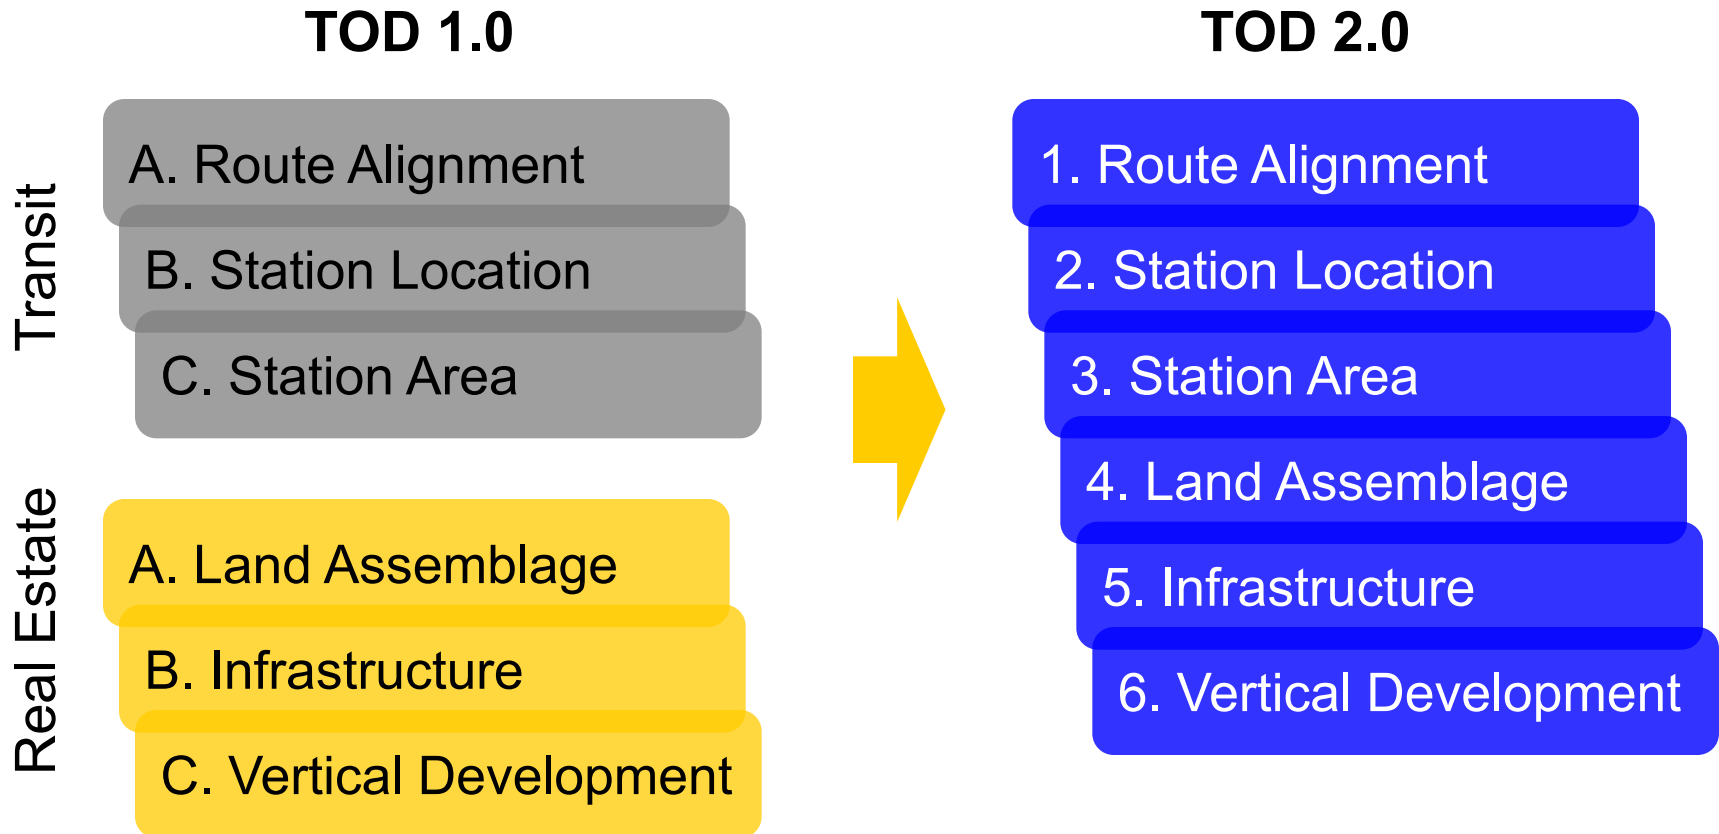 TOD 1.0
Transit
A. Route Alignment
B. Station Location
C. Station Area
Real Estate
A. Land Assemblage
B. Infrastructure
C. Vertical Development
TOD 2.0
1. Route Alignment
2. Station Location
3. Station Area
4. Land Assemblage
5. Infrastructure
6. Vertical Development